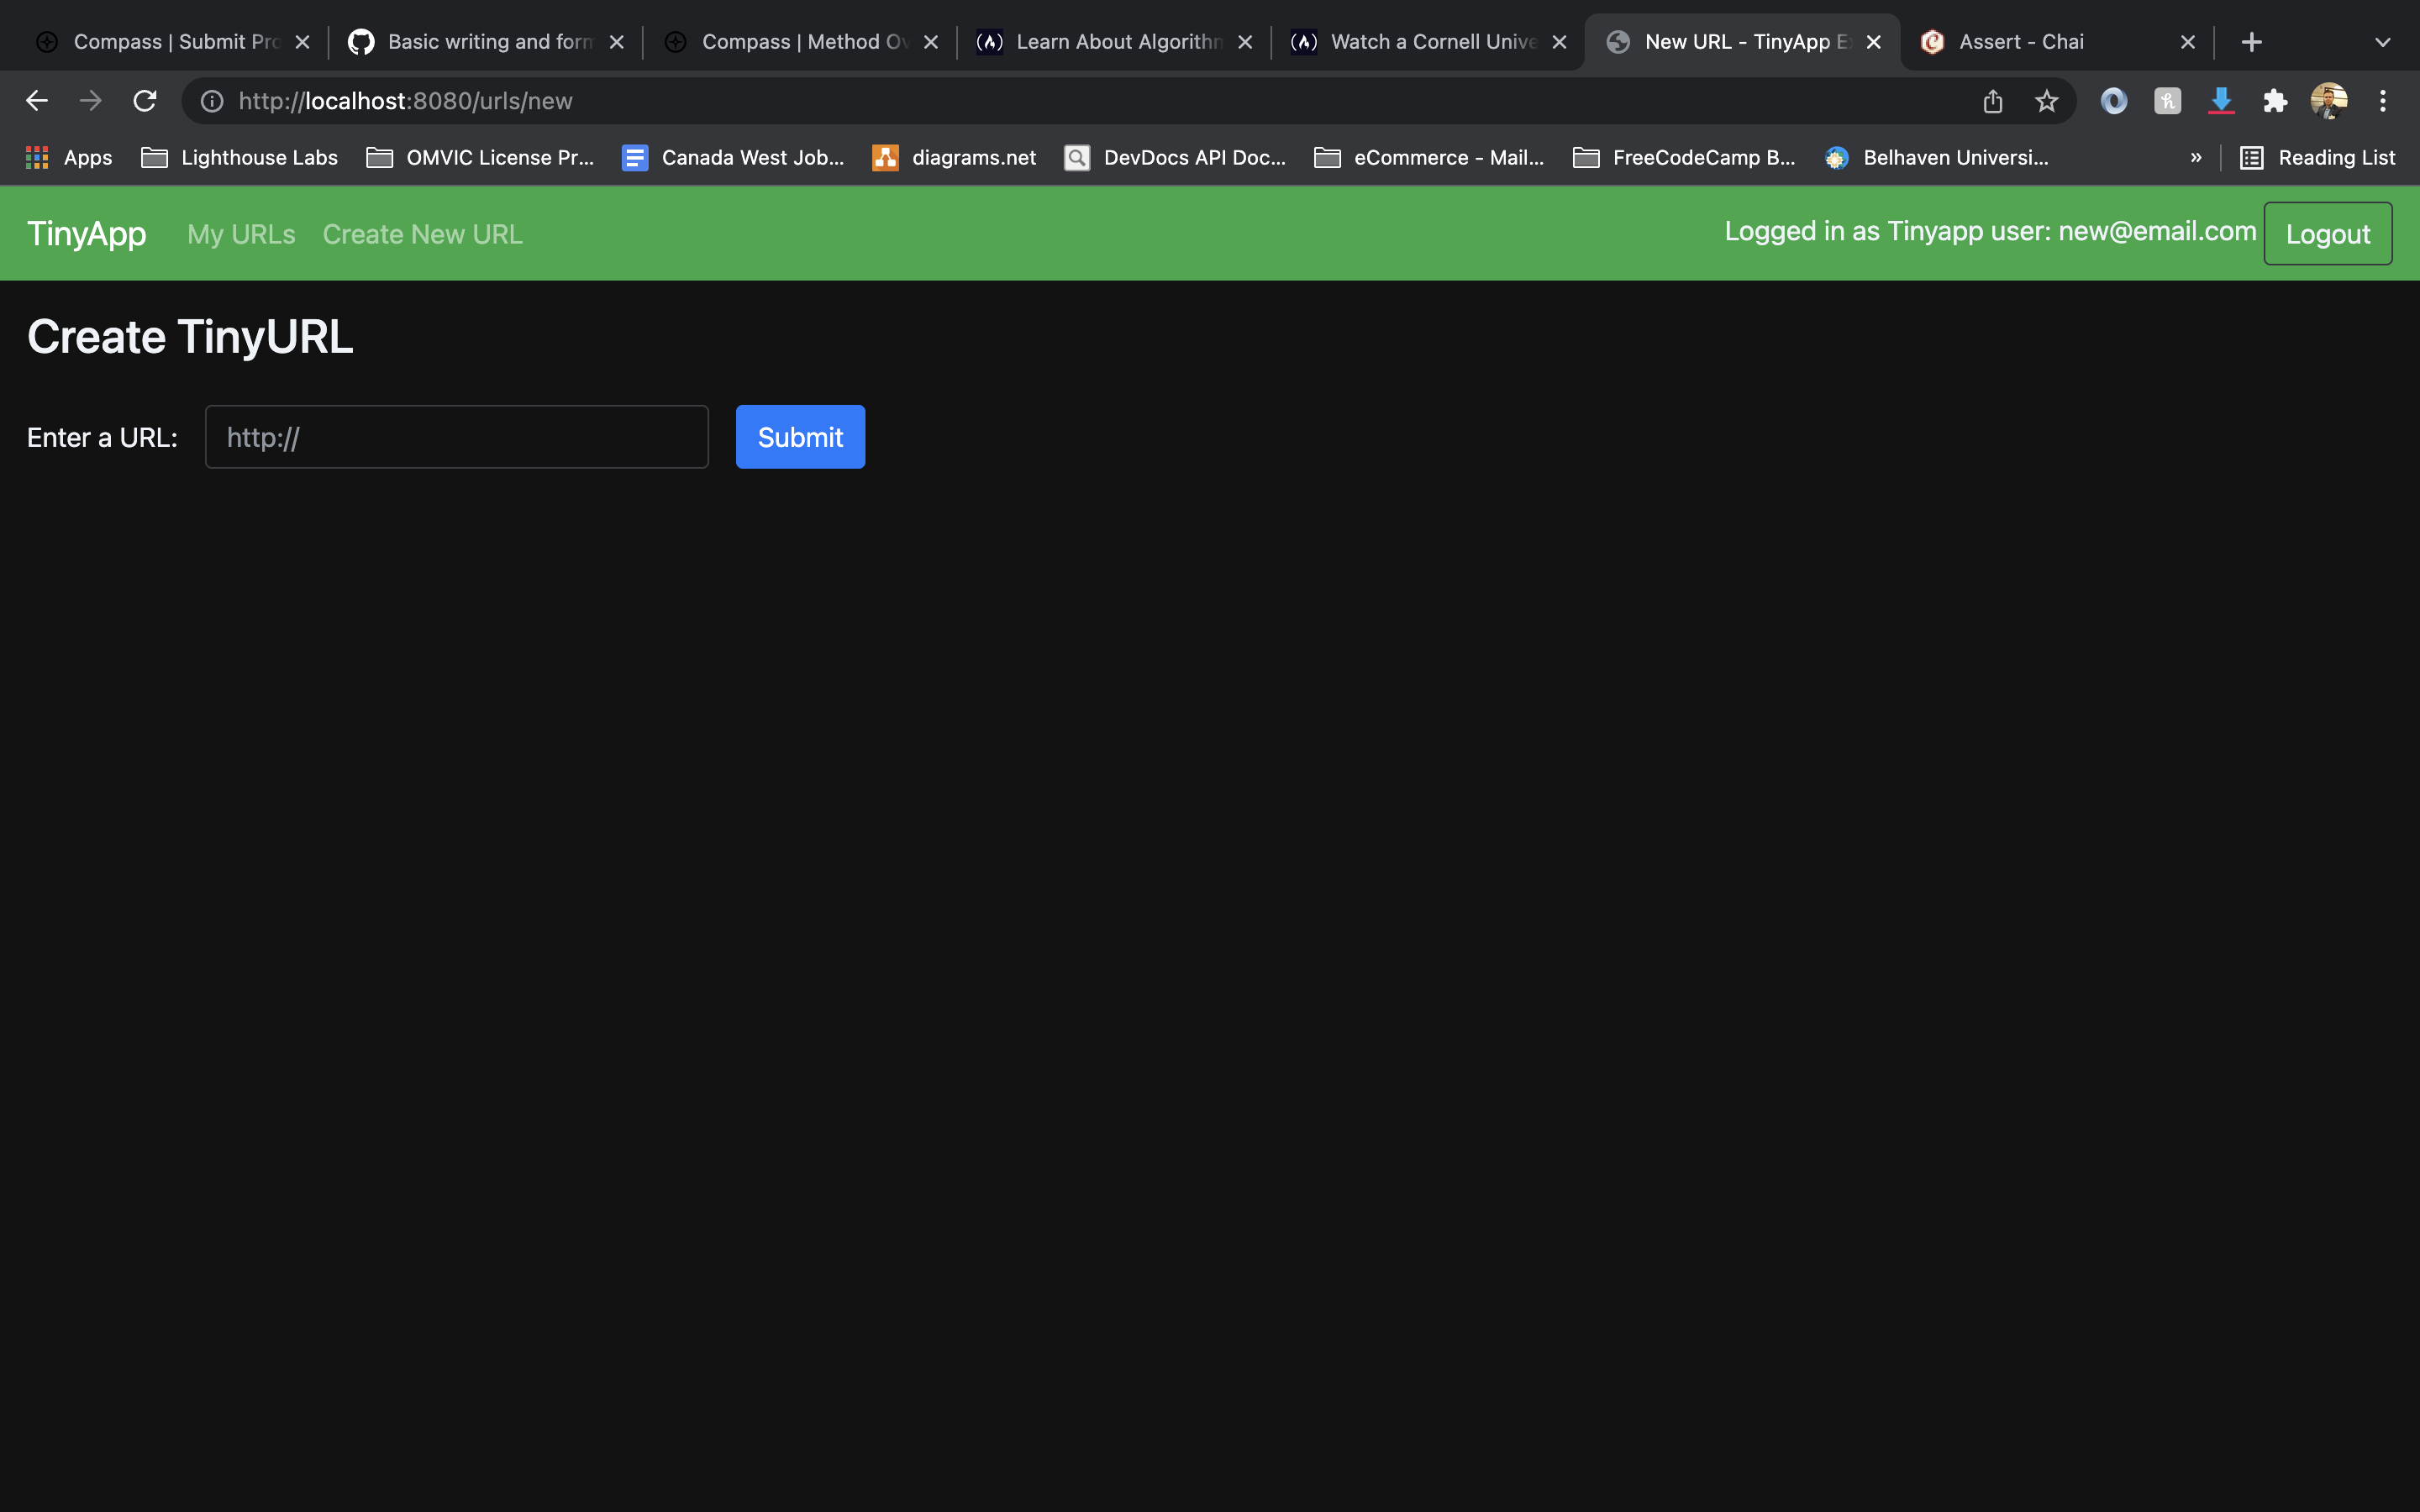 Compass | Submit Pro
Basic writing and form
Compass | Method Ov
Learn About Algorithm
Watch a Cornell Unive
New URL - TinyApp E
Assert - Chai
http://localhost:8080/urls/new
Apps
Lighthouse Labs
OMVIC License Pr...
Canada West Job...
diagrams.net
DevDocs API Doc...
eCommerce - Mail...
FreeCodeCamp B...
Belhaven Universi...
»
Reading List
TinyApp
My URLs
Create New URL
Logged in as Tinyapp user: new@email.com
Logout
Create TinyURL
Enter a URL:
http://
Submit